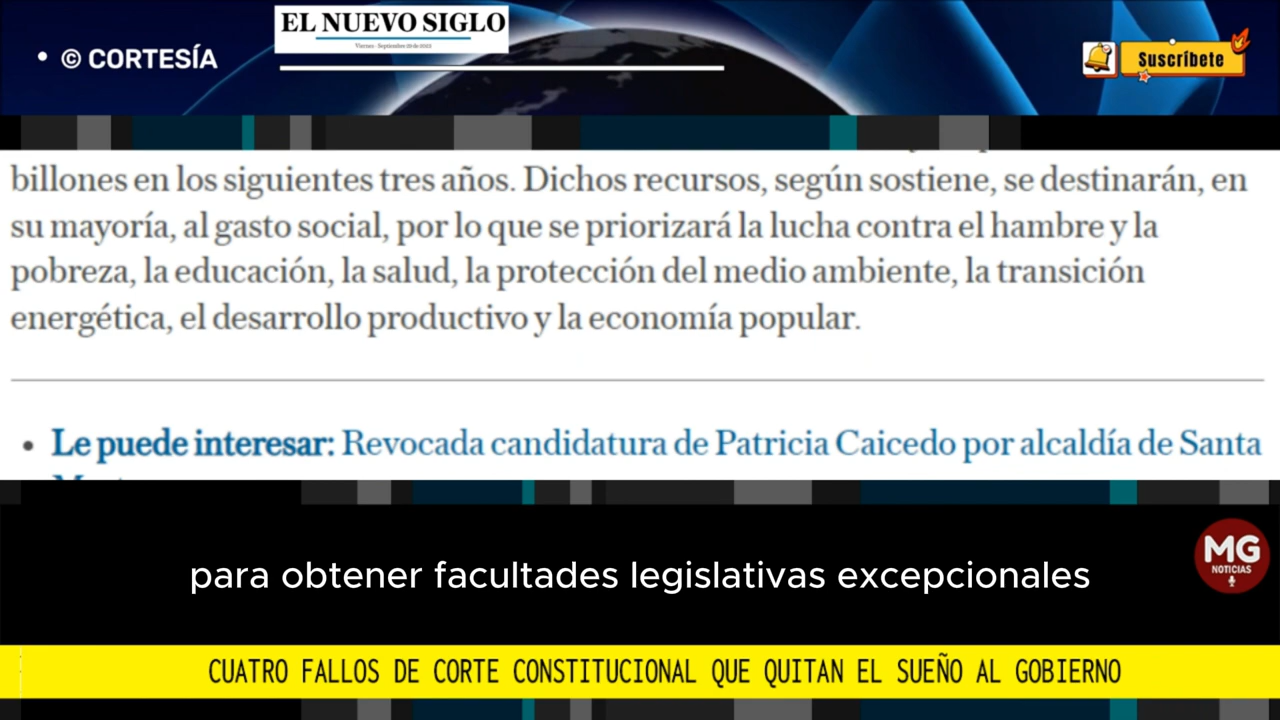 EL NUEVO SIGLO
• © CORTESÍA
Suscríbete
billones en los siguientes tres años. Dichos recursos, según sostiene, se destinarán, en
su mayoría, al gasto social, por lo que se priorizará la lucha contra el hambre y la
pobreza, la educación, la salud, la protección del medio ambiente, la transición
energética, el desarrollo productivo y la economía popular.
• Le puede interesar: Revocada candidatura de Patricia Caicedo por alcaldía de Santa
MG
NOTICIAS
para obtener facultades legislativas excepcionales
CUATRO FALLOS DE CORTE CONSTITUCIONAL QUE QUITAN EL SUEÑO AL GOBIERNO